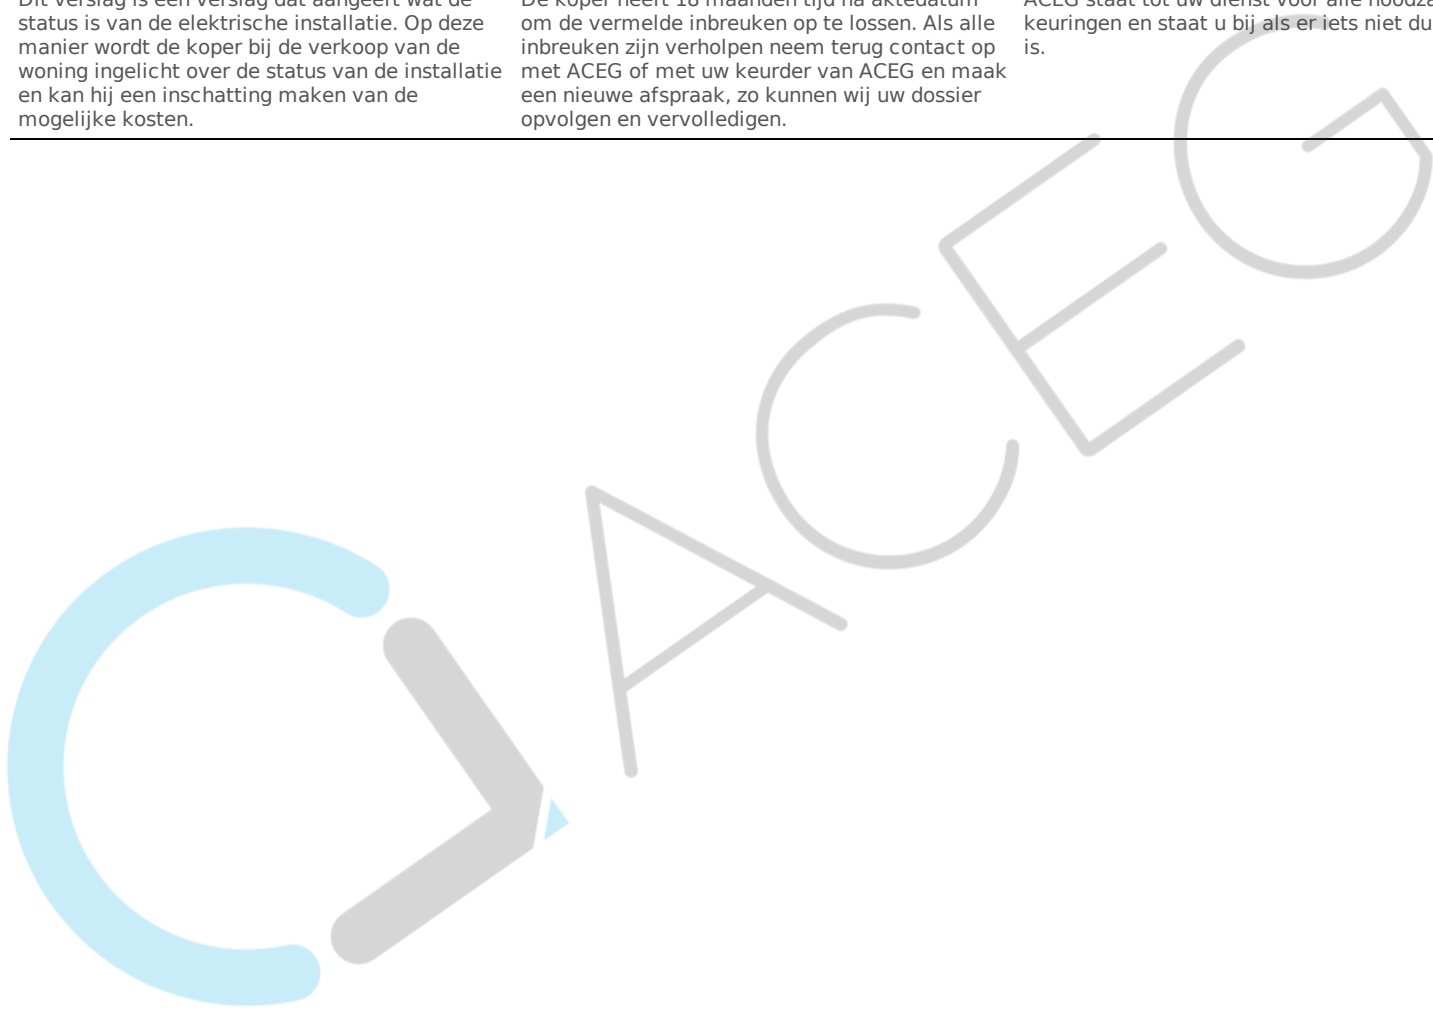 Dit verslag is een verslag dat aangeeft wat de
status is van de elektrische installatie. Op deze
manier wordt de koper bij de verkoop van de
woning ingelicht over de status van de installatie
en kan hij een inschatting maken van de
mogelijke kosten.
De koper heeft 18 maanden tijd na aktedatum
om de vermelde inbreuken op te lossen. Als alle
inbreuken zijn verholpen neem terug contact op
met ACEG of met uw keurder van ACEG en maak
een nieuwe afspraak, zo kunnen wij uw dossier
opvolgen en vervolledigen.
ACEG staat tot uw dienst voor alle
keuringen en staat u bij als er iets niet
is.
ACEG